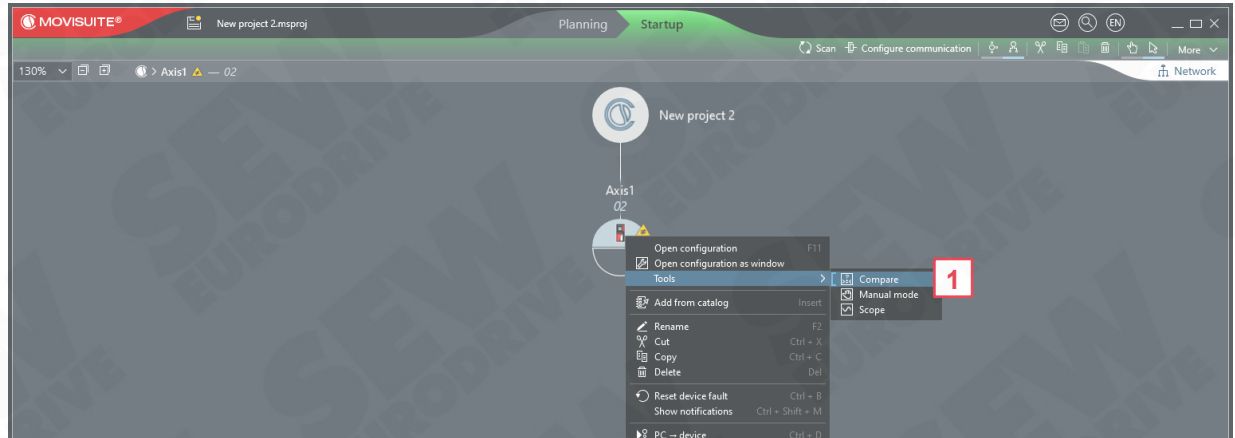 MOVISUITE® New project 2.msproj Planning Startup EN
Scan Configure communication More
130% > Axis1 — 02 Network
New project 2
Axis1
02
Open configuration F11
Open configuration as window
Tools > Compare 1
Manual mode
Add from catalog Insert Scope
Rename F2
Cut Ctrl + X
Copy Ctrl + C
Delete Del
Reset device fault Ctrl + B
Show notifications Ctrl + Shift + M
PC → device Ctrl + D
SEW
EURODRIVE